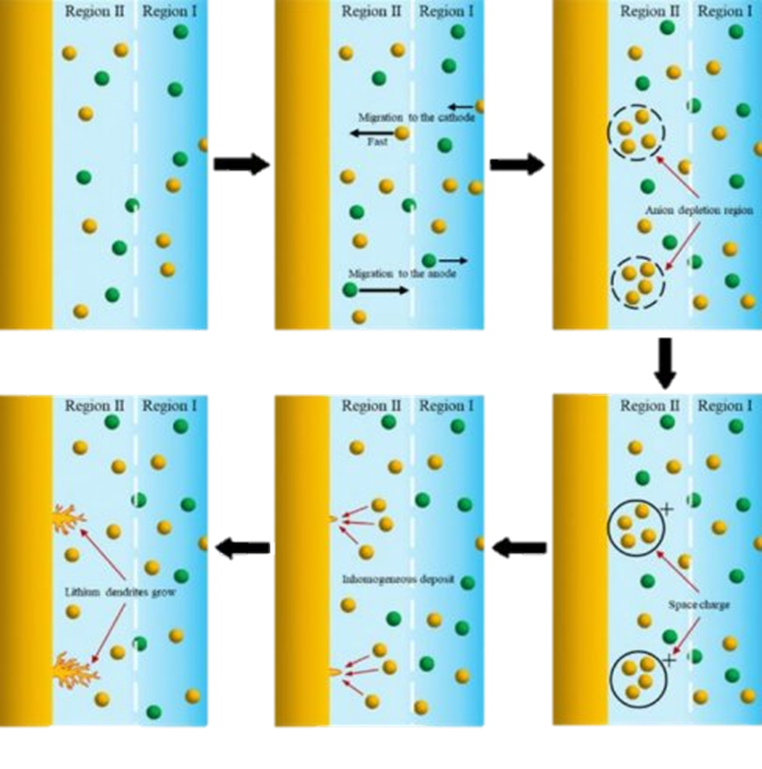 Region II Region I
Region II Region I
Migration to the cathode
Fast
Migration to the anode
Region II Region I
Anion depletion region
Region II Region I
+
Space charge
+
Region II Region I
Inhomogeneous deposit
Region II Region I
Lithium dendrites grow